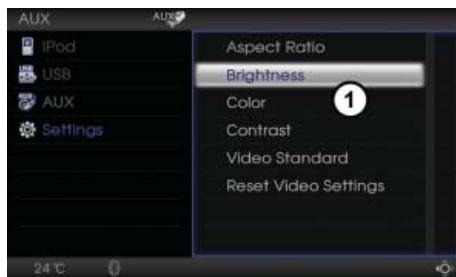 AUX AUX
iPod
USB
AUX
Settings
Aspect Ratio
Brightness
1
Color
Contrast
Video Standard
Reset Video Settings
24°C